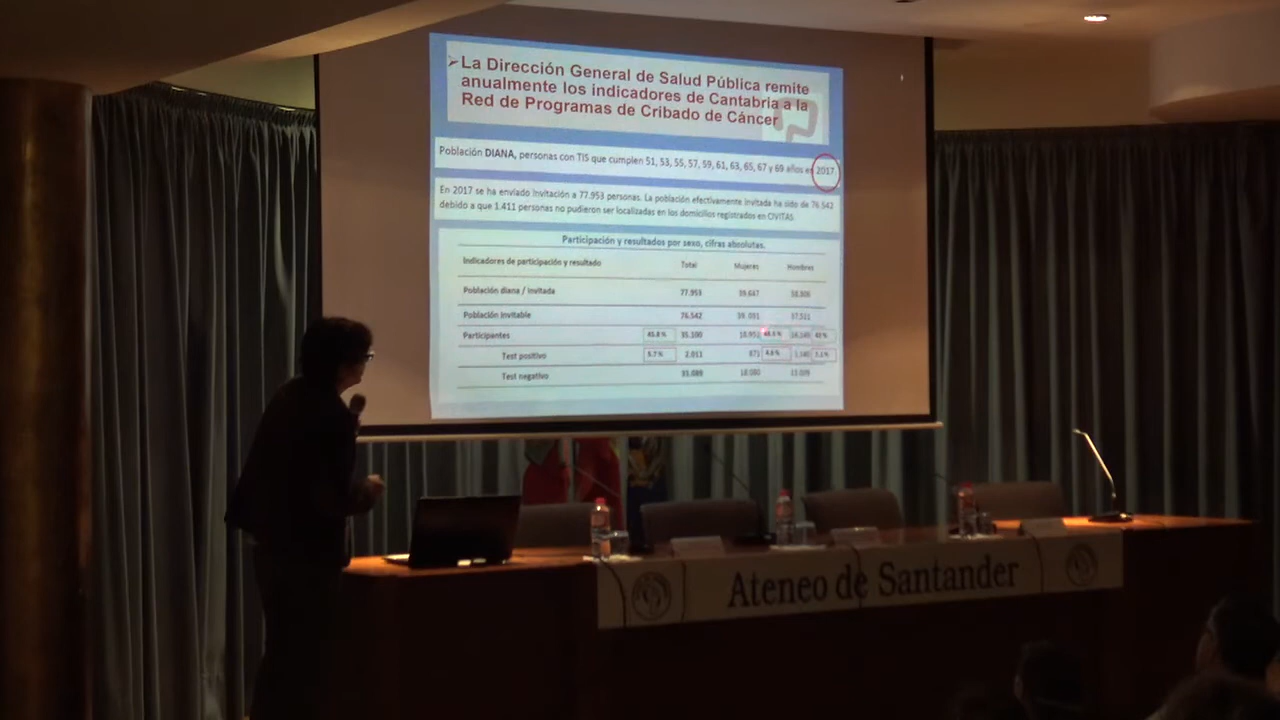 ➢La Dirección General de Salud Pública remite
anualmente los indicadores de Cantabria a la
Red de Programas de Cribado de Cáncer
Población DIANA, personas con TIS que cumplen 51, 53, 55, 57, 59, 61, 63, 65, 67 y 69 años en 2017.
En 2017 se ha enviado invitación a 77.953 personas. La población efectivamente invitada ha sido de 76.542
debido a que 1.411 personas no pudieron ser localizadas en los domicilios registrados en CIVITAS.
Participación y resultados por sexo, cifras absolutas.
Indicadores de participación y resultado Total Mujeres Hombres
Población diana / invitada 77.953
Población invitable 76.542
Participantes
Test positivo 5.7% 2.011
Test negativo 33.089
Ateneo de Santander